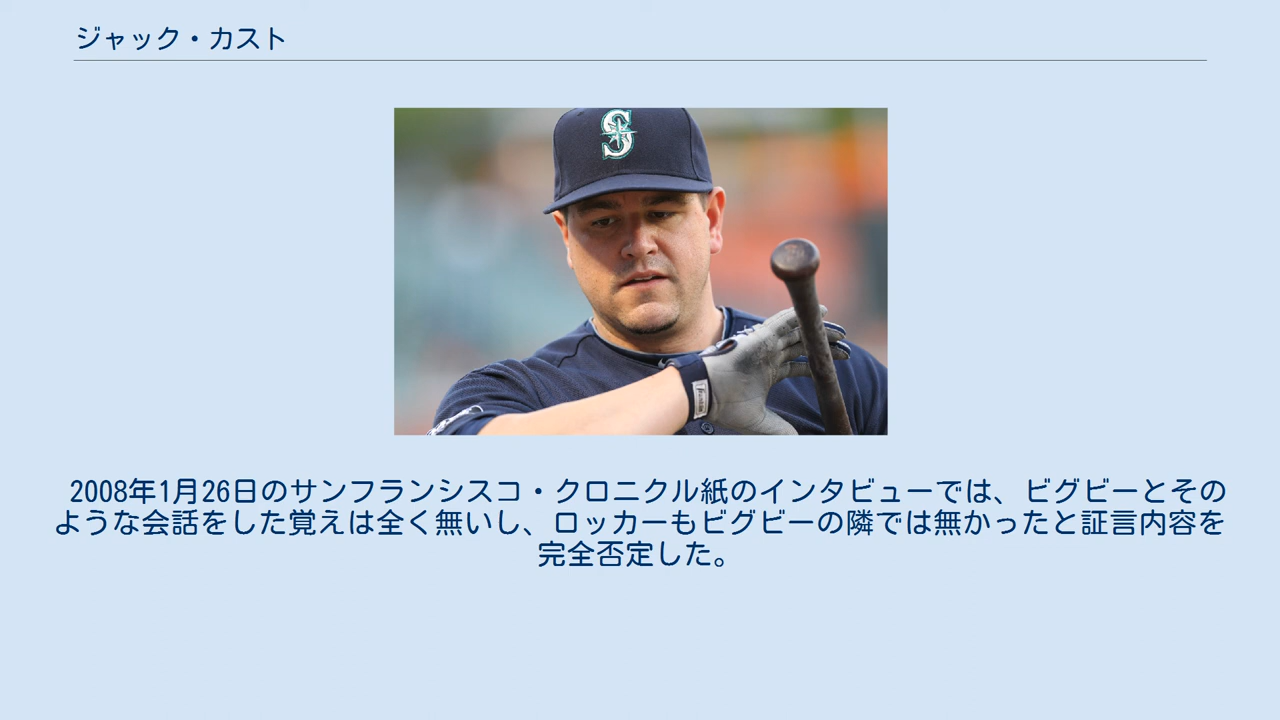 ジャック・カスト
S
2008年1月26日のサンフランシスコ・クロニクル紙のインタビューでは、ビグビーとその
ような会話をした覚えは全く無いし、ロッカーもビグビーの隣では無かったと証言内容を
完全否定した。